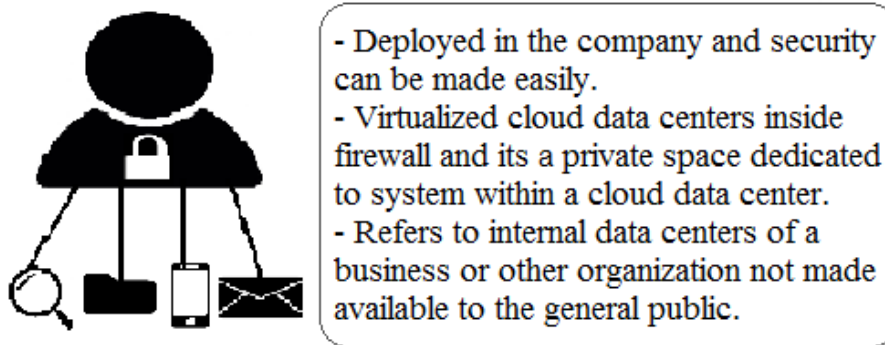 - Deployed in the company and security
can be made easily.
- Virtualized cloud data centers inside
firewall and its a private space dedicated
to system within a cloud data center.
- Refers to internal data centers of a
business or other organization not made
available to the general public.